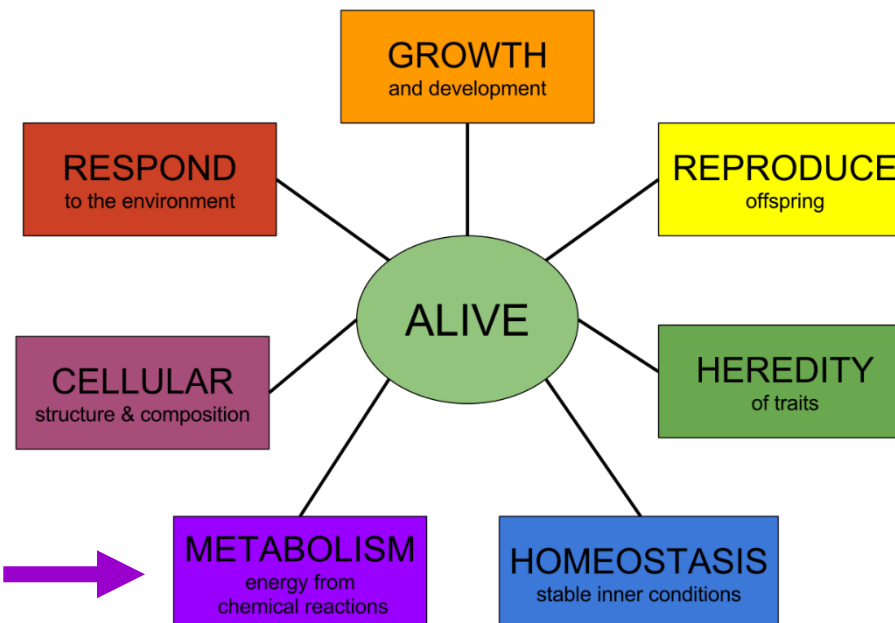 GROWTH
and development
RESPOND
to the environment
REPRODUCE
offspring
ALIVE
CELLULAR
structure & composition
HEREDITY
of traits
METABOLISM
energy from
chemical reactions
HOMEOSTASIS
stable inner conditions